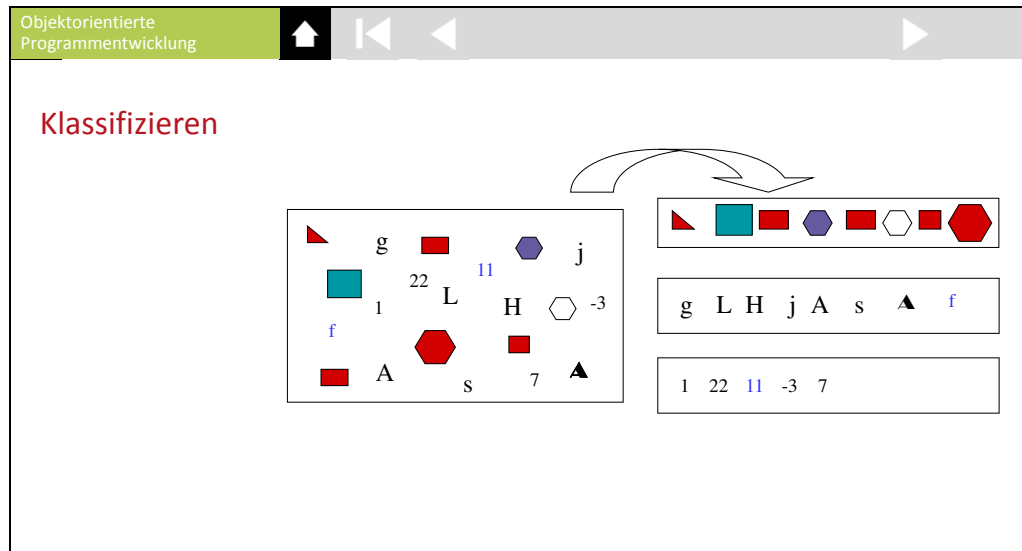 Objektorientierte
Programmentwicklung
Klassifizieren
g j
22 11
1 L H -3
f
A s 7 A
g L H j A s A f
1 22 11 -3 7